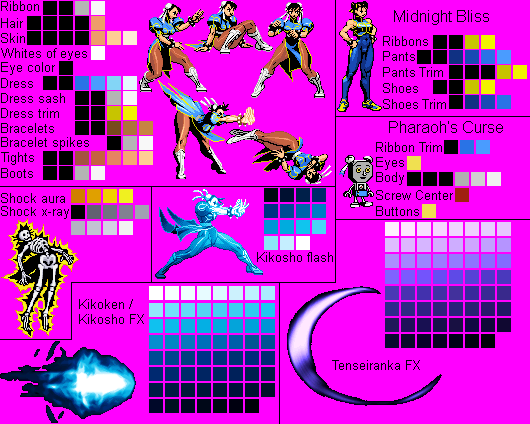 Ribbon
Hair
Skin
Whites of eyes
Eye color
Dress
Dress sash
Dress trim
Bracelets
Bracelet spikes
Tights
Boots
Midnight Bliss
Ribbons
Pants
Pants Trim
Shoes
Shoes Trim
Pharaoh's Curse
Ribbon Trim
Eyes
Body
Screw Center
Buttons
Shock aura
Shock x-ray
Kikosho flash
Kikoken /
Kikosho FX
Tenseiranka FX